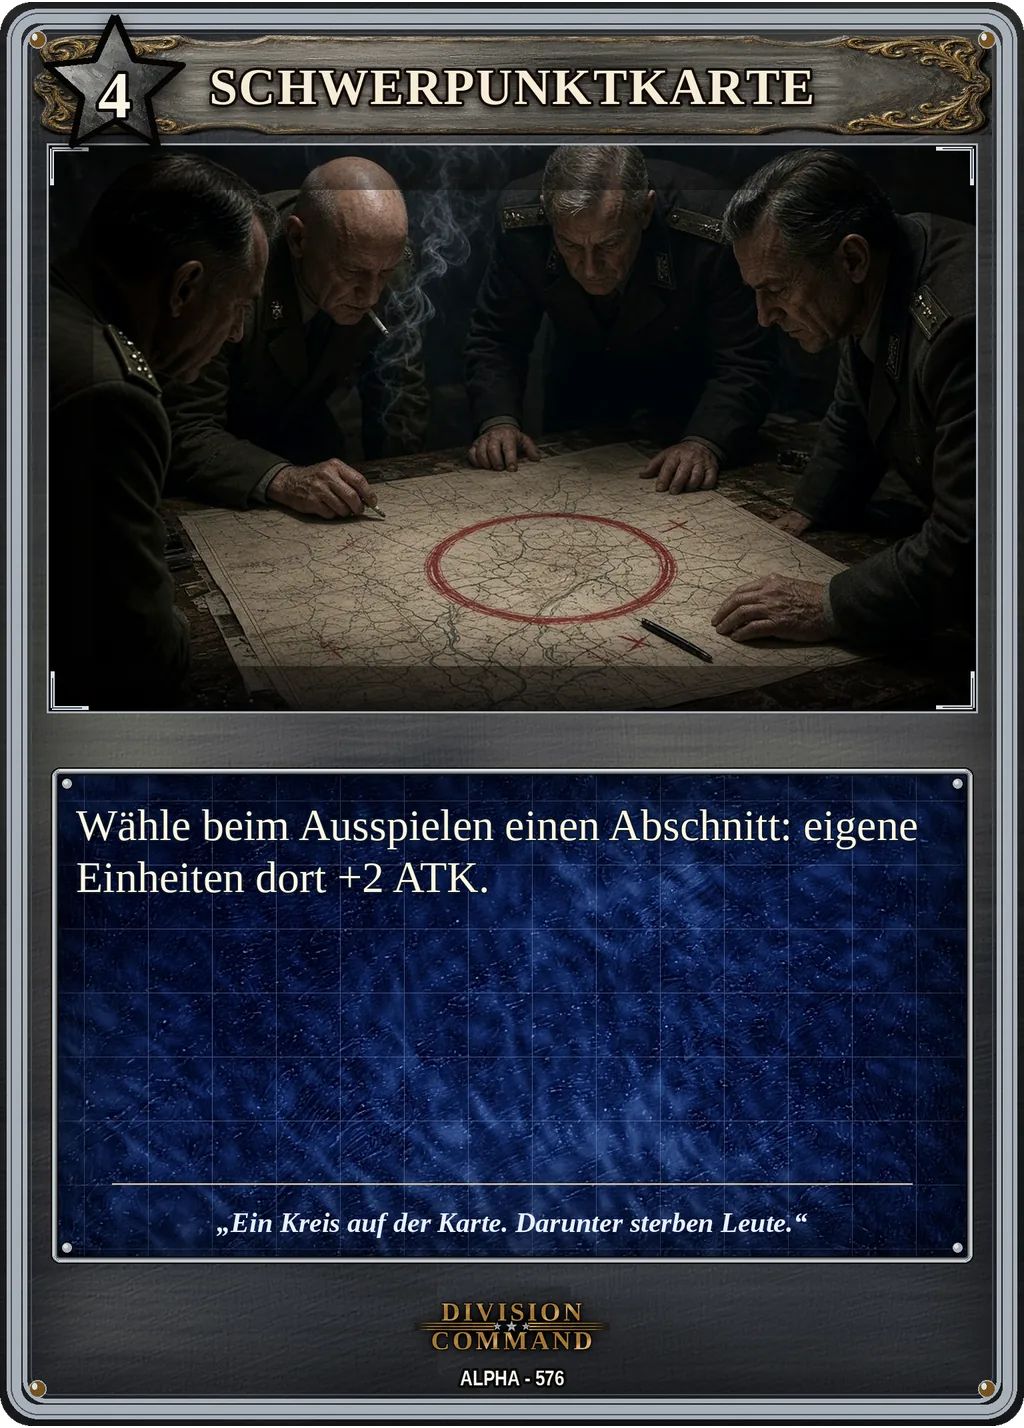 4
SCHWERPUNKTKARTE
Wähle beim Ausspielen einen Abschnitt: eigene
Einheiten dort +2 ATK.
„Ein Kreis auf der Karte. Darunter sterben Leute.“
DIVISION
COMMAND
ALPHA - 576